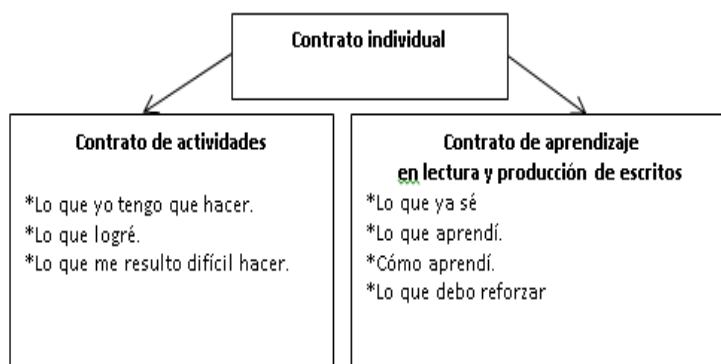 Contrato individual
Contrato de actividades
*Lo que yo tengo que hacer.
*Lo que logré.
*Lo que me resulto difícil hacer.
Contrato de aprendizaje
en lectura y producción de escritos
*Lo que ya sé
*Lo que aprendí.
*Cómo aprendí.
*Lo que debo reforzar